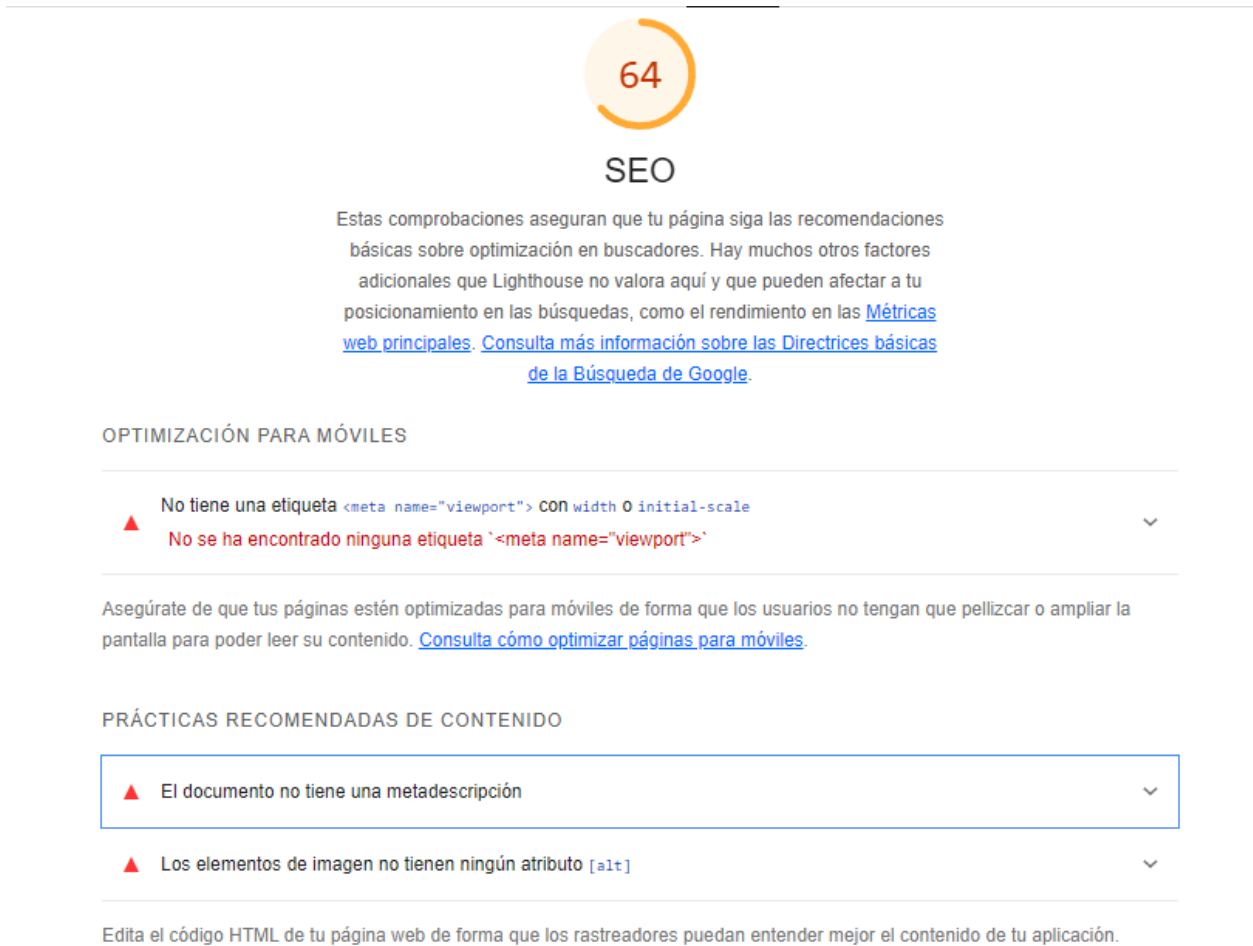 64
SEO
Estas comprobaciones aseguran que tu página siga las recomendaciones
básicas sobre optimización en buscadores. Hay muchos otros factores
adicionales que Lighthouse no valora aquí y que pueden afectar a tu
posicionamiento en las búsquedas, como el rendimiento en las Métricas
web principales. Consulta más información sobre las Directrices básicas
de la Búsqueda de Google.
OPTIMIZACIÓN PARA MÓVILES
No tiene una etiqueta <meta name="viewport"> con width o initial-scale
No se ha encontrado ninguna etiqueta `<meta name="viewport">`
Asegúrate de que tus páginas estén optimizadas para móviles de forma que los usuarios no tengan que pellizcar o ampliar la
pantalla para poder leer su contenido. Consulta cómo optimizar páginas para móviles.
PRÁCTICAS RECOMENDADAS DE CONTENIDO
El documento no tiene una metadescripción
Los elementos de imagen no tienen ningún atributo [alt]
Edita el código HTML de tu página web de forma que los rastreadores puedan entender mejor el contenido de tu aplicación.